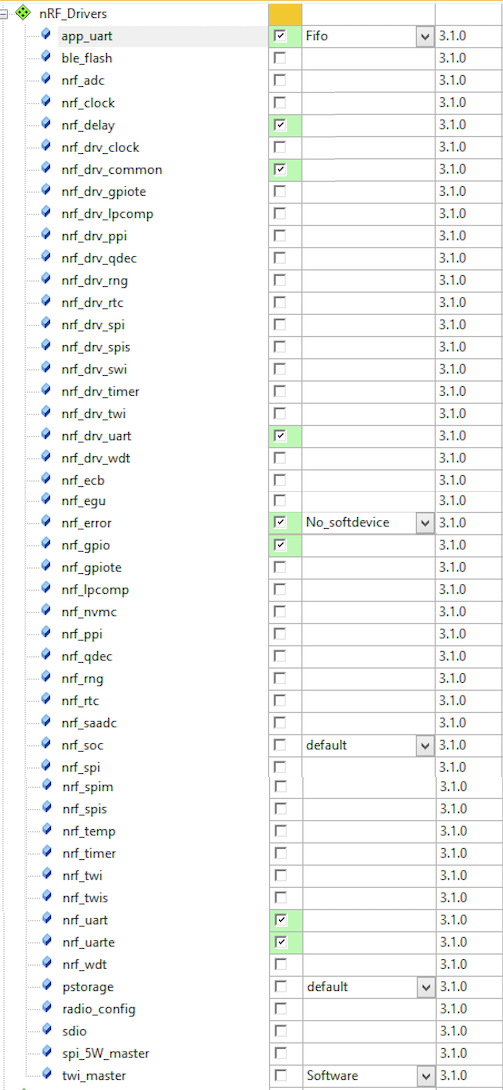 nRF_Drivers
app_uart Fifo 3.1.0
ble_flash 3.1.0
nrf_adc 3.1.0
nrf_clock 3.1.0
nrf_delay 3.1.0
nrf_drv_clock 3.1.0
nrf_drv_common 3.1.0
nrf_drv_gpiote 3.1.0
nrf_drv_lpcomp 3.1.0
nrf_drv_ppi 3.1.0
nrf_drv_qdec 3.1.0
nrf_drv_rng 3.1.0
nrf_drv_rtc 3.1.0
nrf_drv_spi 3.1.0
nrf_drv_spis 3.1.0
nrf_drv_swi 3.1.0
nrf_drv_timer 3.1.0
nrf_drv_twi 3.1.0
nrf_drv_uart 3.1.0
nrf_drv_wdt 3.1.0
nrf_ecb 3.1.0
nrf_egu 3.1.0
nrf_error No_softdevice 3.1.0
nrf_gpio 3.1.0
nrf_gpiote 3.1.0
nrf_lpcomp 3.1.0
nrf_nvmc 3.1.0
nrf_ppi 3.1.0
nrf_qdec 3.1.0
nrf_rng 3.1.0
nrf_rtc 3.1.0
nrf_saadc 3.1.0
nrf_soc default 3.1.0
nrf_spi 3.1.0
nrf_spim 3.1.0
nrf_spis 3.1.0
nrf_temp 3.1.0
nrf_timer 3.1.0
nrf_twi 3.1.0
nrf_twis 3.1.0
nrf_uart 3.1.0
nrf_uarte 3.1.0
nrf_wdt 3.1.0
pstorage default 3.1.0
radio_config 3.1.0
sdio 3.1.0
spi_5W_master 3.1.0
twi_master Software 3.1.0